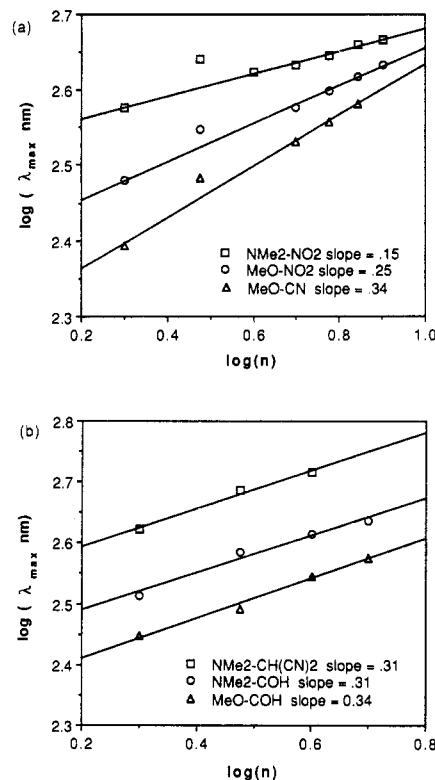 (a)
2.7
2.6
2.5
2.4
2.3
log ( λmax nm)
□ NMe2-NO2 slope = .15
○ MeO-NO2 slope = .25
△ MeO-CN slope = .34
0.2 0.4 0.6 0.8 1.0
log(n)
(b)
2.8
2.7
2.6
2.5
2.4
2.3
log ( λ max nm)
□ NMe2-CH(CN)2 slope = .31
○ NMe2-COH slope = .31
△ MeO-COH slope = 0.34
0.2 0.4 0.6 0.8
log(n)